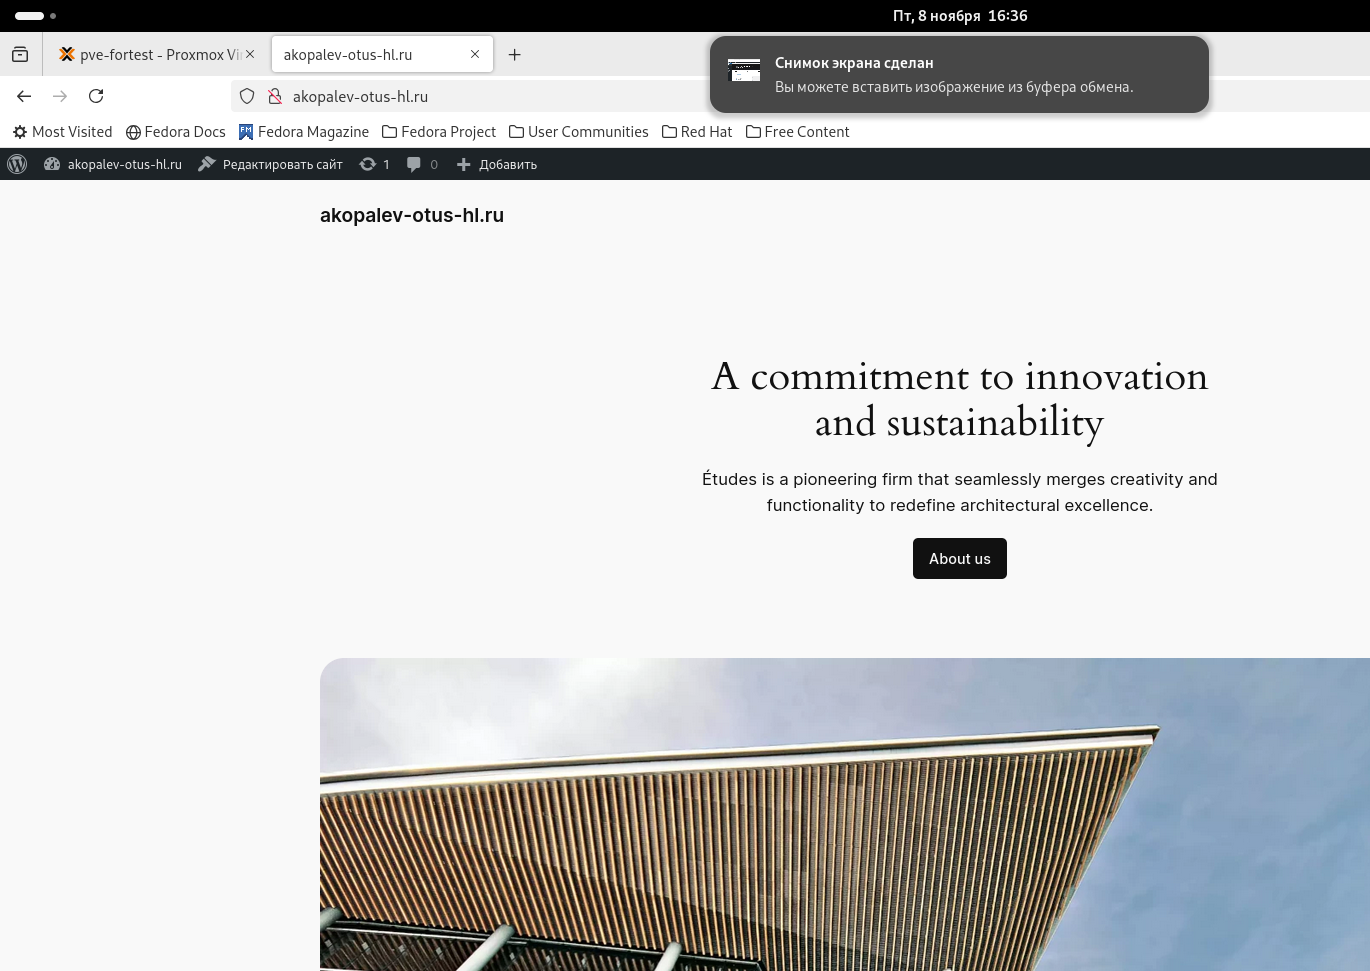 Пт, 8 ноября 16:36
pve-fortest - Proxmox Vi
akopalev-otus-hl.ru
Снимок экрана сделан
Вы можете вставить изображение из буфера обмена.
akopalev-otus-hl.ru
Most Visited Fedora Docs Fedora Magazine Fedora Project User Communities Red Hat Free Content
akopalev-otus-hl.ru Редактировать сайт 1 0 Добавить
akopalev-otus-hl.ru
A commitment to innovation
and sustainability
Études is a pioneering firm that seamlessly merges creativity and
functionality to redefine architectural excellence.
About us